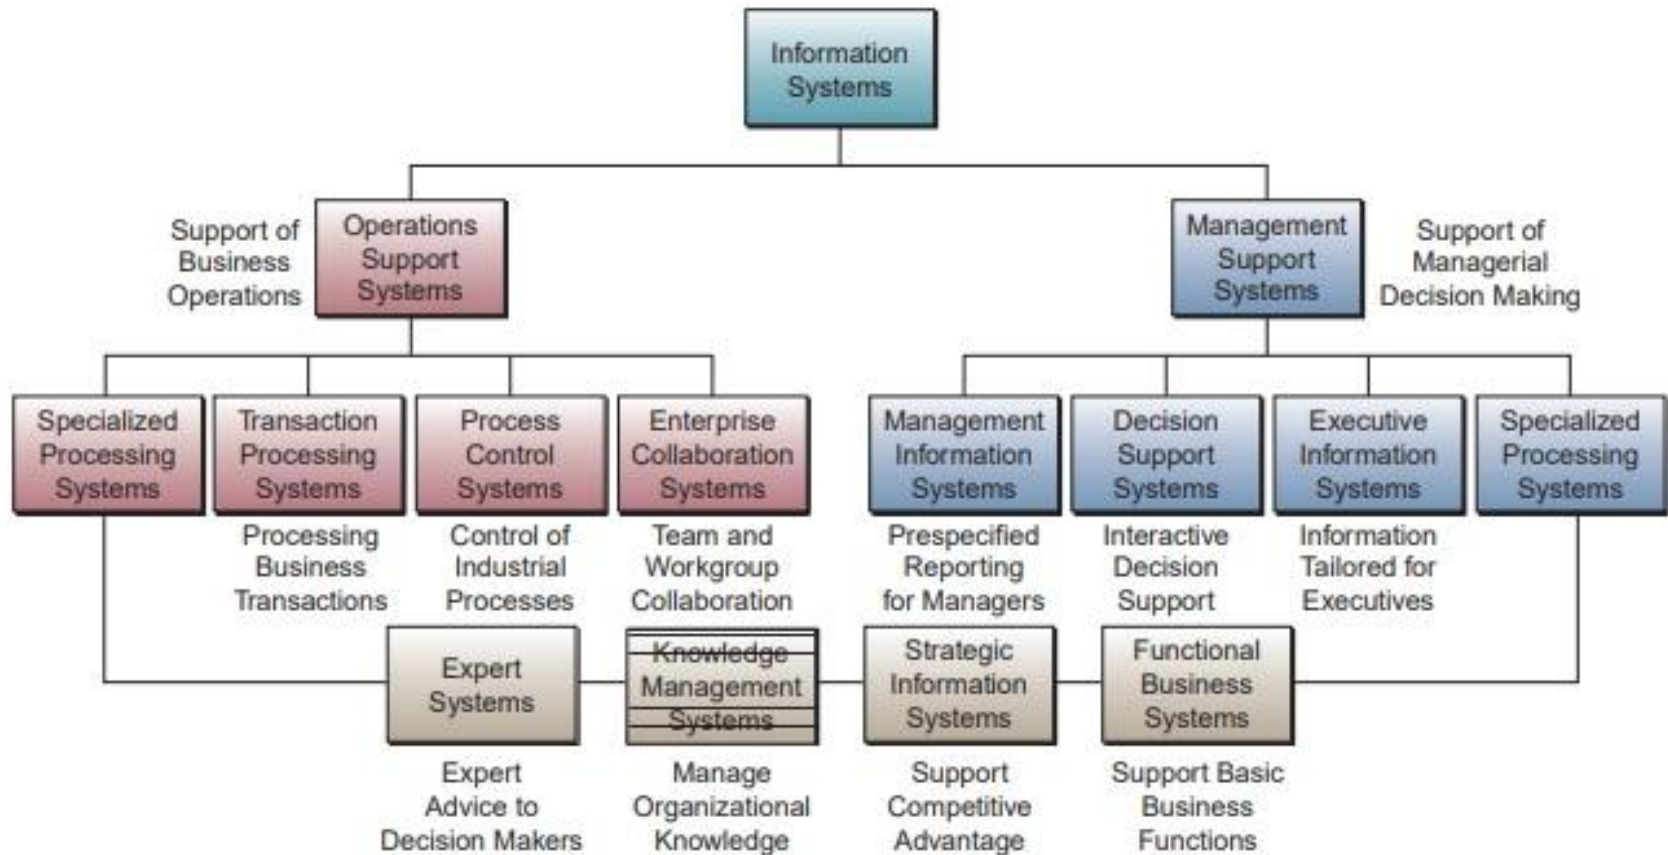 Information
Systems
Support of
Business
Operations
Operations
Support
Systems
Management
Support
Systems
Support of
Managerial
Decision Making
Specialized
Processing
Systems
Transaction
Processing
Systems
Process
Control
Systems
Enterprise
Collaboration
Systems
Management
Information
Systems
Decision
Support
Systems
Executive
Information
Systems
Specialized
Processing
Systems
Processing
Business
Transactions
Control of
Industrial
Processes
Team and
Workgroup
Collaboration
Prespecified
Reporting
for Managers
Interactive
Decision
Support
Information
Tailored for
Executives
Expert
Systems
Knowledge
Management
Systems
Strategic
Information
Systems
Functional
Business
Systems
Expert
Advice to
Decision Makers
Manage
Organizational
Knowledge
Support
Competitive
Advantage
Support Basic
Business
Functions